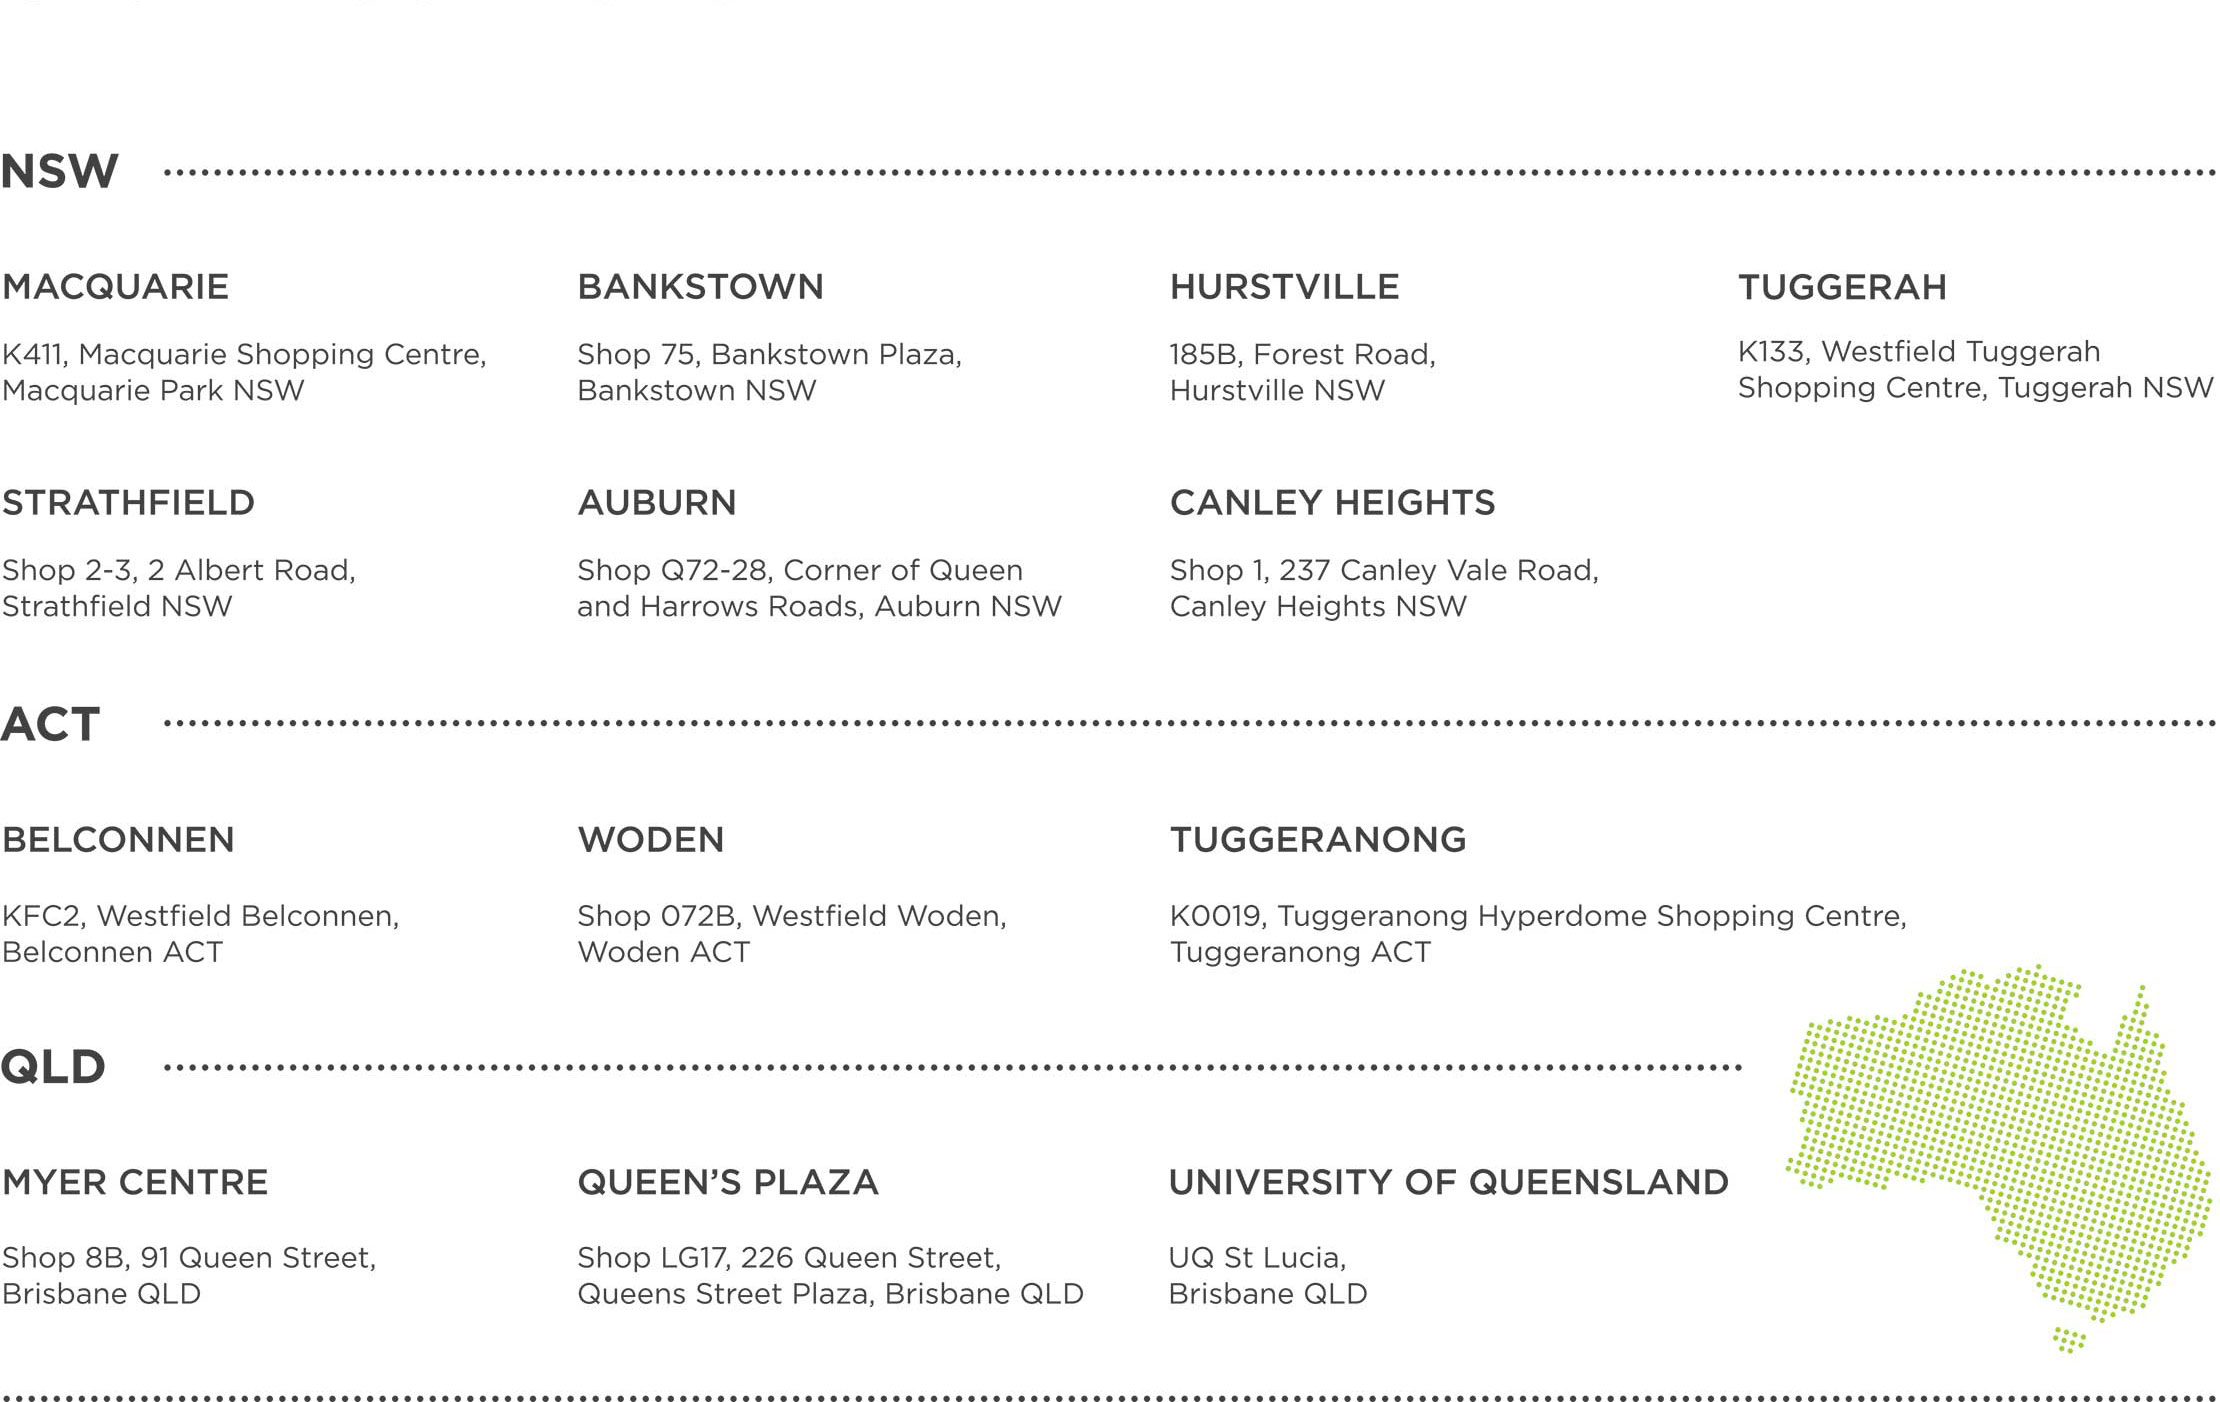 NSW
MACQUARIE
K411, Macquarie Shopping Centre,
Macquarie Park NSW
BANKSTOWN
Shop 75, Bankstown Plaza,
Bankstown NSW
HURSTVILLE
185B, Forest Road,
Hurstville NSW
TUGGERAH
K133, Westfield Tuggerah
Shopping Centre, Tuggerah NSW
STRATHFIELD
Shop 2-3, 2 Albert Road,
Strathfield NSW
AUBURN
Shop Q72-28, Corner of Queen
and Harrows Roads, Auburn NSW
CANLEY HEIGHTS
Shop 1, 237 Canley Vale Road,
Canley Heights NSW
ACT
BELCONNEN
KFC2, Westfield Belconnen,
Belconnen ACT
WODEN
Shop 072B, Westfield Woden,
Woden ACT
TUGGERANONG
K0019, Tuggeranong Hyperdome Shopping Centre,
Tuggeranong ACT
QLD
MYER CENTRE
Shop 8B, 91 Queen Street,
Brisbane QLD
QUEEN’S PLAZA
Shop LG17, 226 Queen Street,
Queens Street Plaza, Brisbane QLD
UNIVERSITY OF QUEENSLAND
UQ St Lucia,
Brisbane QLD